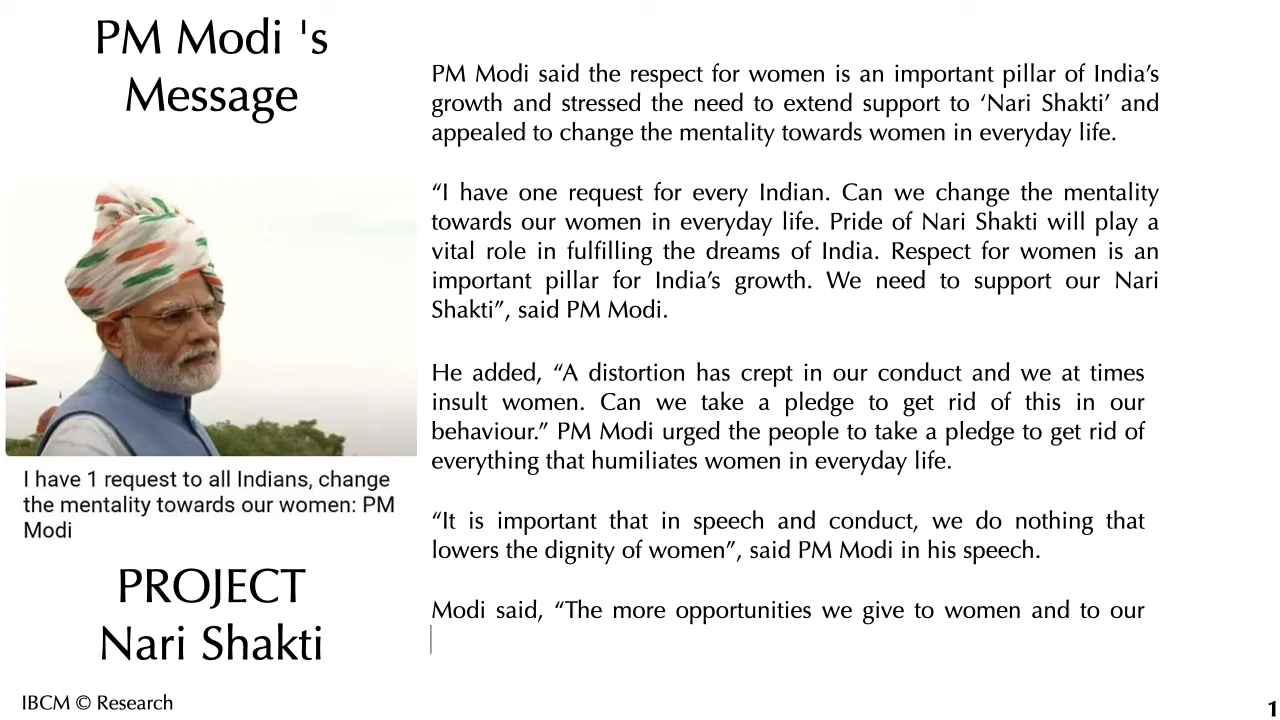 PM Modi 's
Message
PM Modi said the respect for women is an important pillar of India’s
growth and stressed the need to extend support to ‘Nari Shakti’ and
appealed to change the mentality towards women in everyday life.
“I have one request for every Indian. Can we change the mentality
towards our women in everyday life. Pride of Nari Shakti will play a
vital role in fulfilling the dreams of India. Respect for women is an
important pillar for India’s growth. We need to support our Nari
Shakti”, said PM Modi.
He added, “A distortion has crept in our conduct and we at times
insult women. Can we take a pledge to get rid of this in our
behaviour.” PM Modi urged the people to take a pledge to get rid of
everything that humiliates women in everyday life.
“It is important that in speech and conduct, we do nothing that
lowers the dignity of women”, said PM Modi in his speech.
Modi said, “The more opportunities we give to women and to our
I have 1 request to all Indians, change
the mentality towards our women: PM
Modi
PROJECT
Nari Shakti
IBCM © Research
1